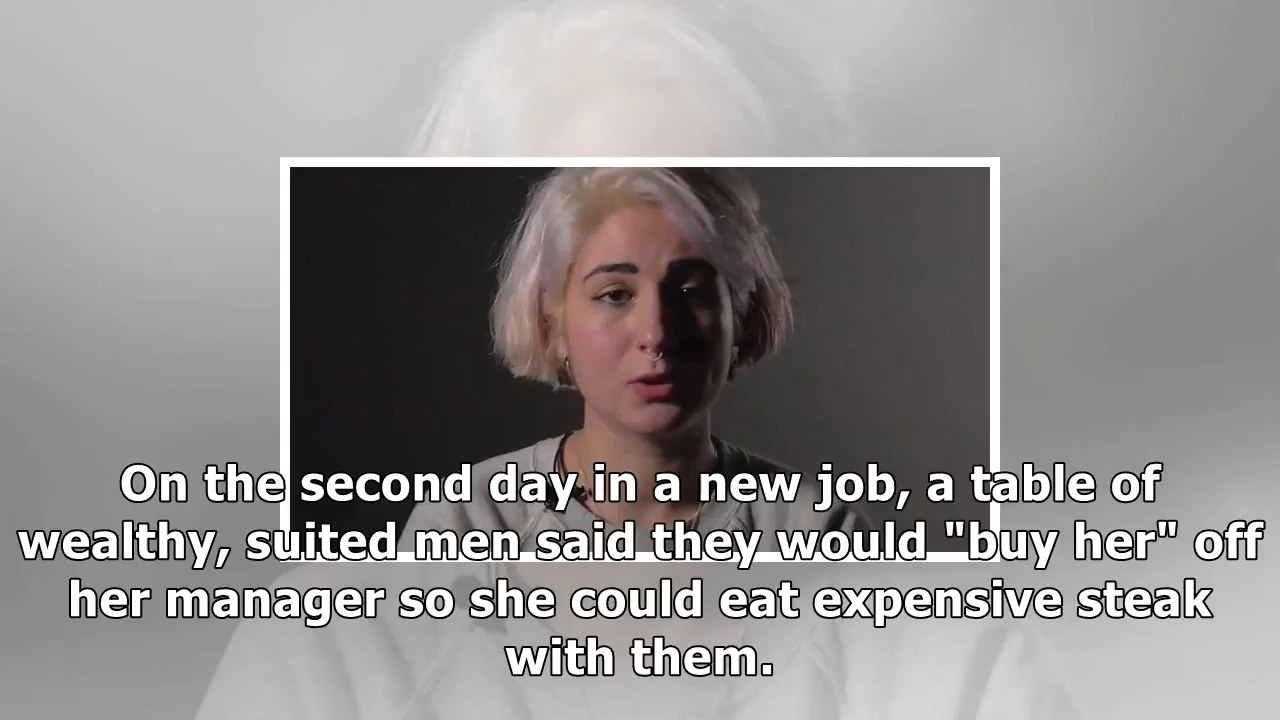 On the second day in a new job, a table of
wealthy, suited men said they would "buy her" off
her manager so she could eat expensive steak
with them.